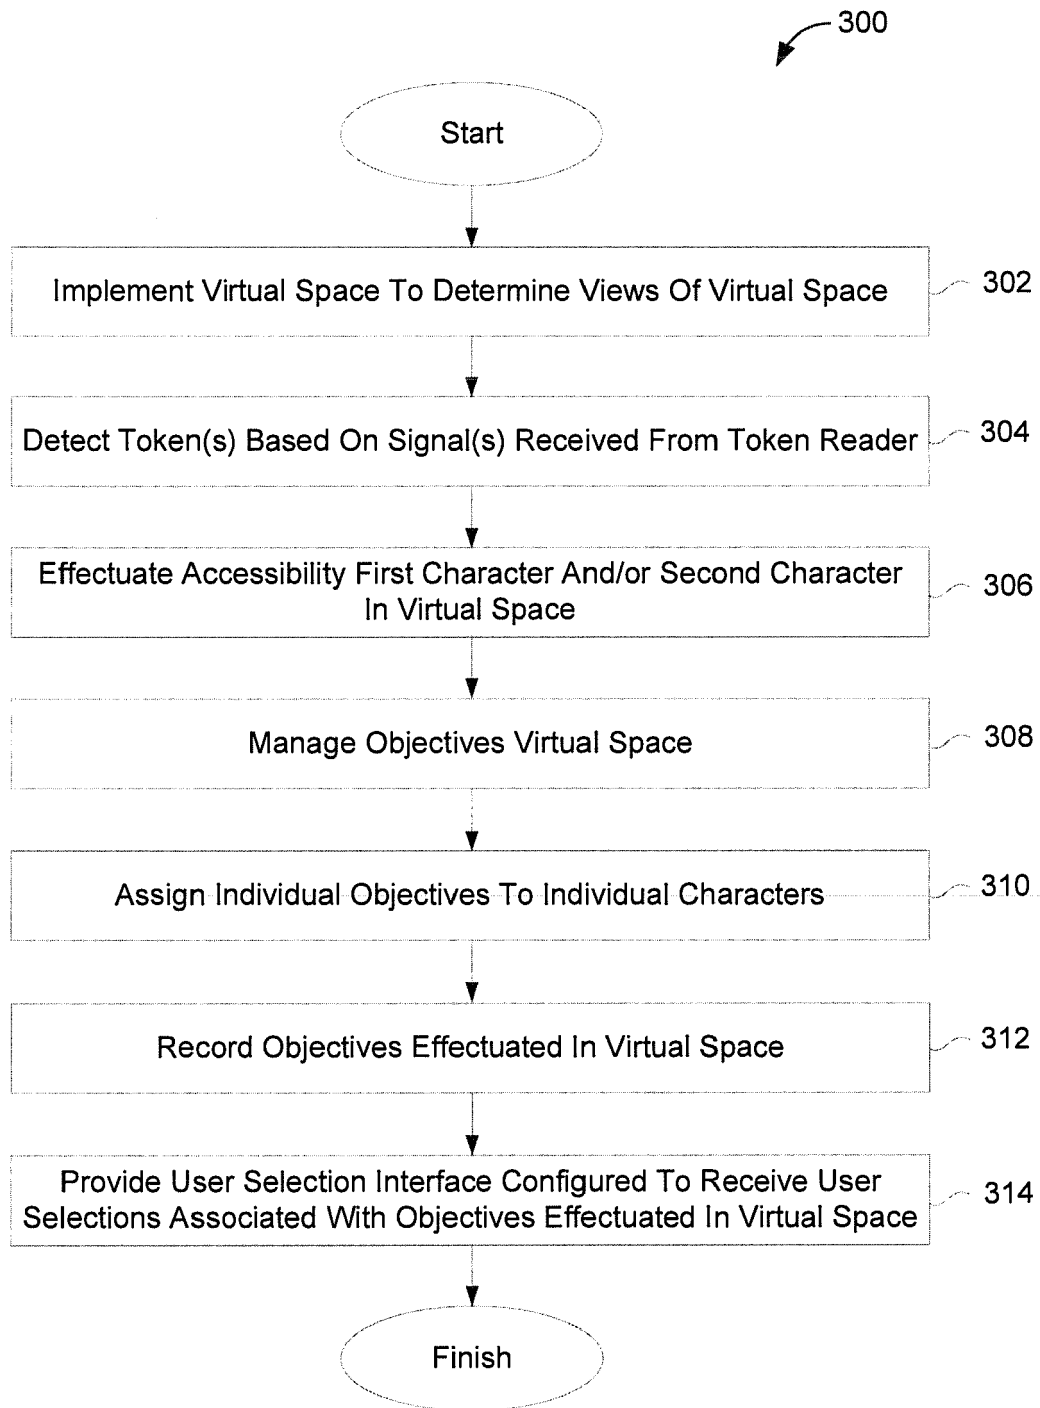 300
Start
Implement Virtual Space To Determine Views Of Virtual Space
302
Detect Token(s) Based On Signal(s) Received From Token Reader
304
Effectuate Accessibility First Character And/or Second Character
In Virtual Space
306
Manage Objectives Virtual Space
308
Assign Individual Objectives To Individual Characters
310
Record Objectives Effectuated In Virtual Space
312
Provide User Selection Interface Configured To Receive User
Selections Associated With Objectives Effectuated In Virtual Space
314
Finish